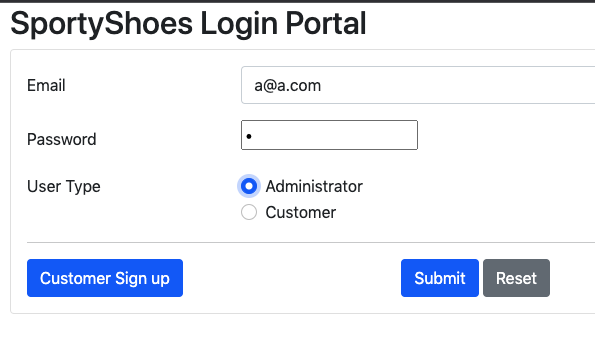 SportyShoes Login Portal
Email a@a.com
Password •
User Type Administrator
Customer
Customer Sign up Submit Reset